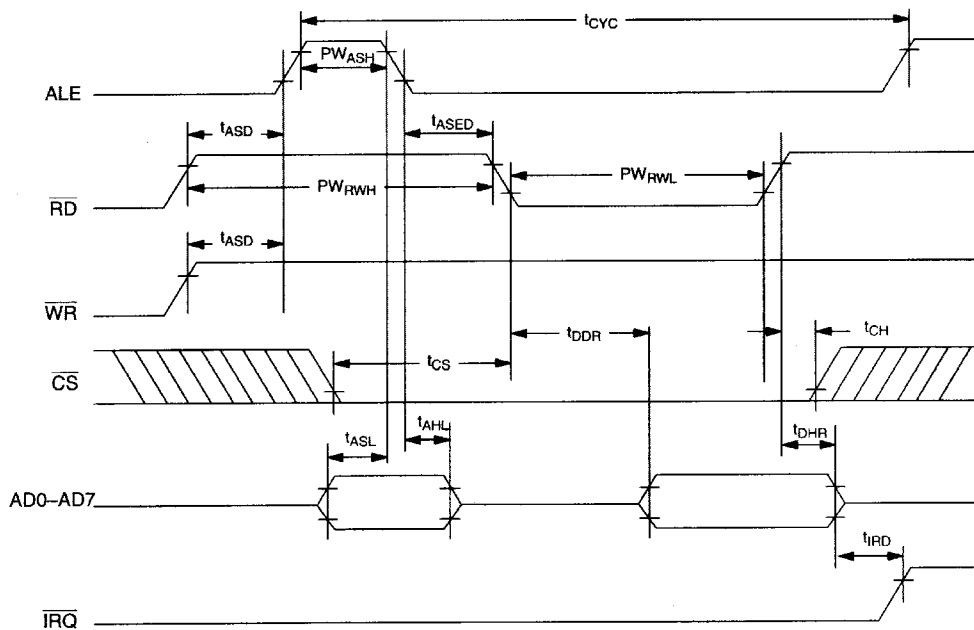 tCYC
PWASH
ALE
tASD
tASED
PWRWH
PWRWL
RD
tASD
WR
tDDR
tCH
tCS
CS
tASL
tAHL
tDHR
AD0–AD7
tIRD
IRQ